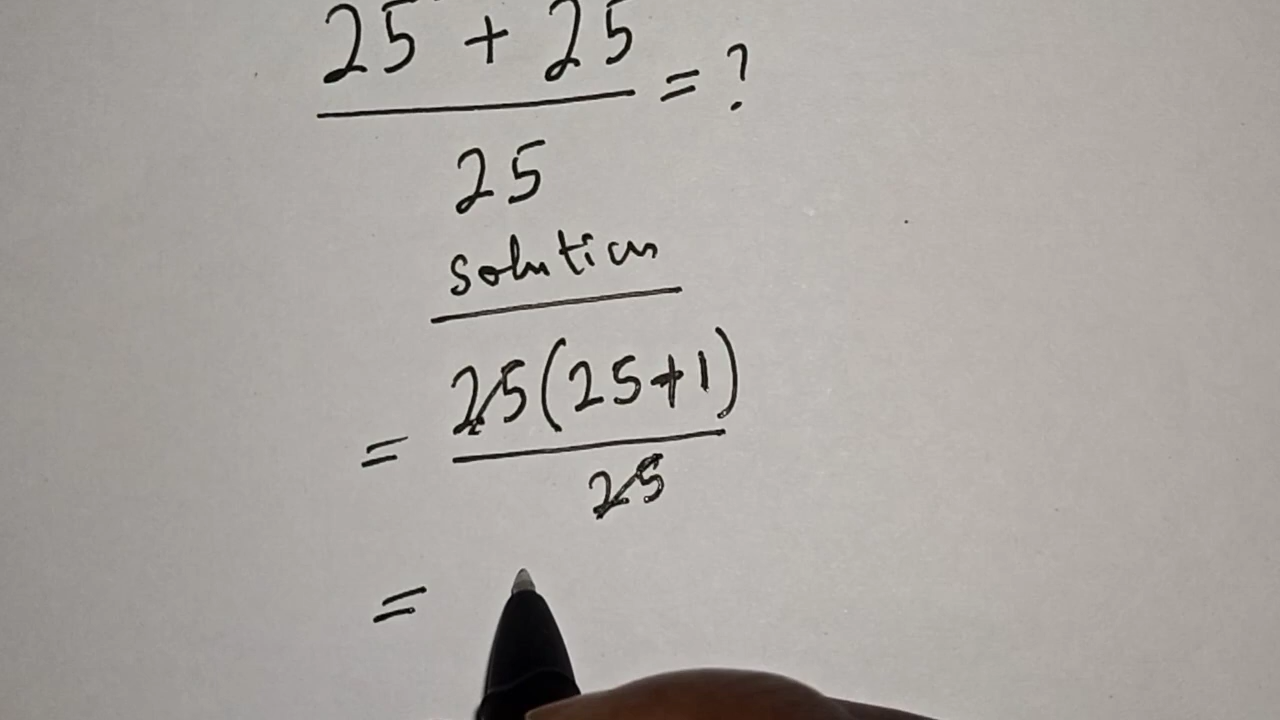 25 + 25
= ?
25
solution
= 25(25+1)
25
=